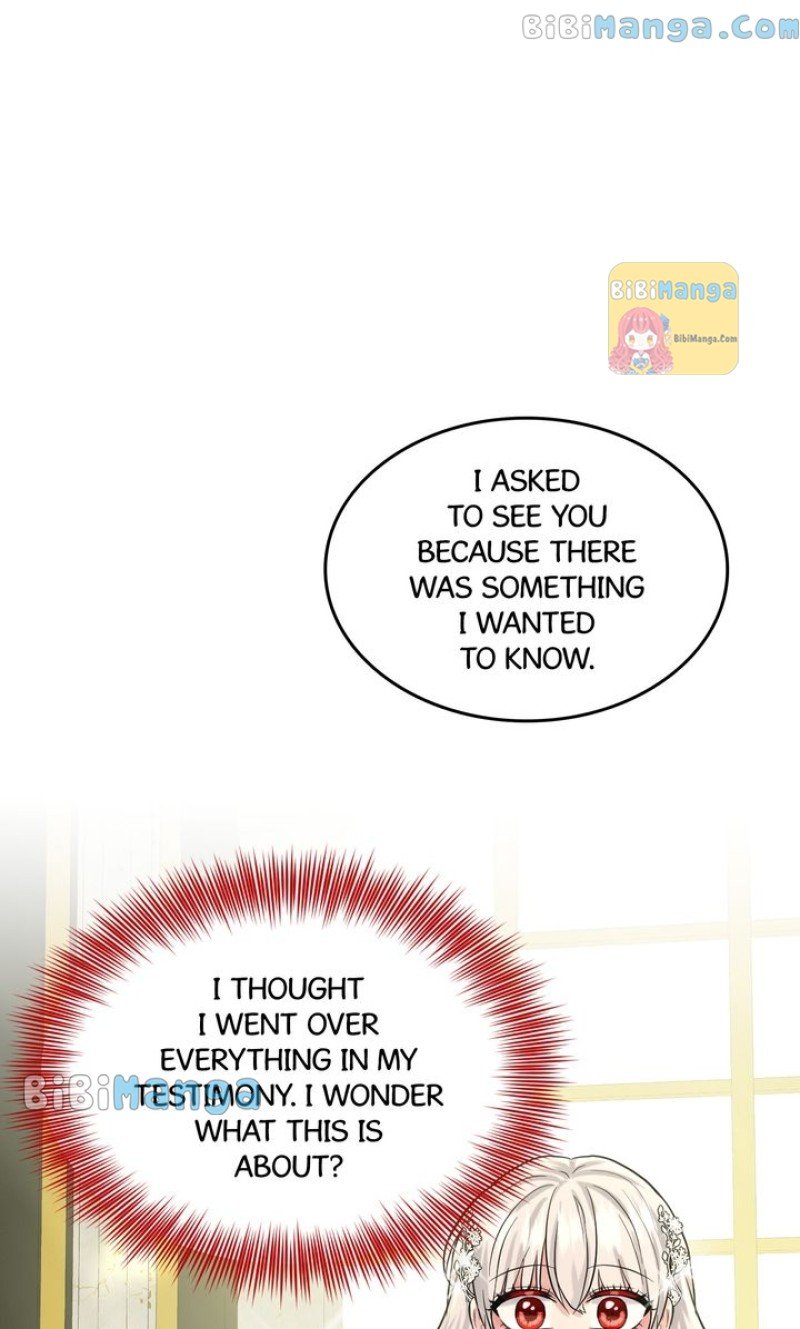 BiBiManga.Com
BiBiManga
BibiManga.Com
I ASKED
TO SEE YOU
BECAUSE THERE
WAS SOMETHING
I WANTED
TO KNOW.
I THOUGHT
I WENT OVER
EVERYTHING IN MY
TESTIMONY. I WONDER
WHAT THIS IS
ABOUT?
BiBiManga